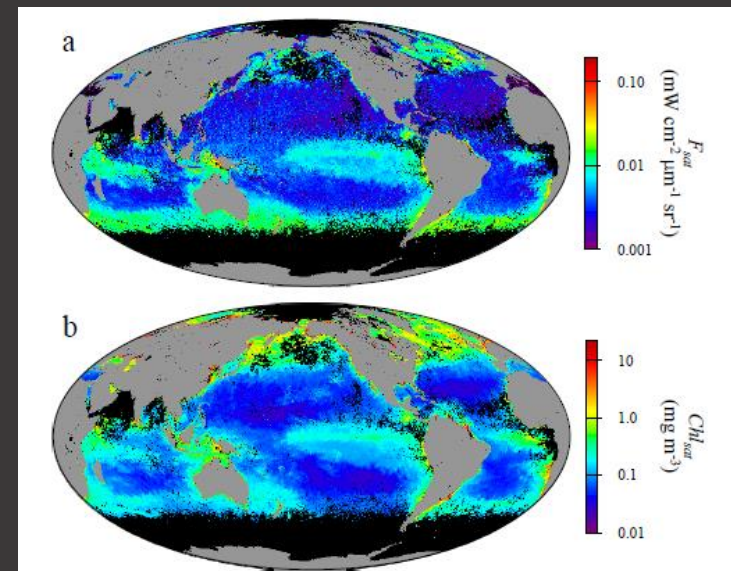 a
0.10
0.01
0.001
F_sat
(mW cm⁻² µm⁻¹ sr⁻¹)
b
10
1.0
0.1
0.01
Chl_sat
(mg m⁻³)